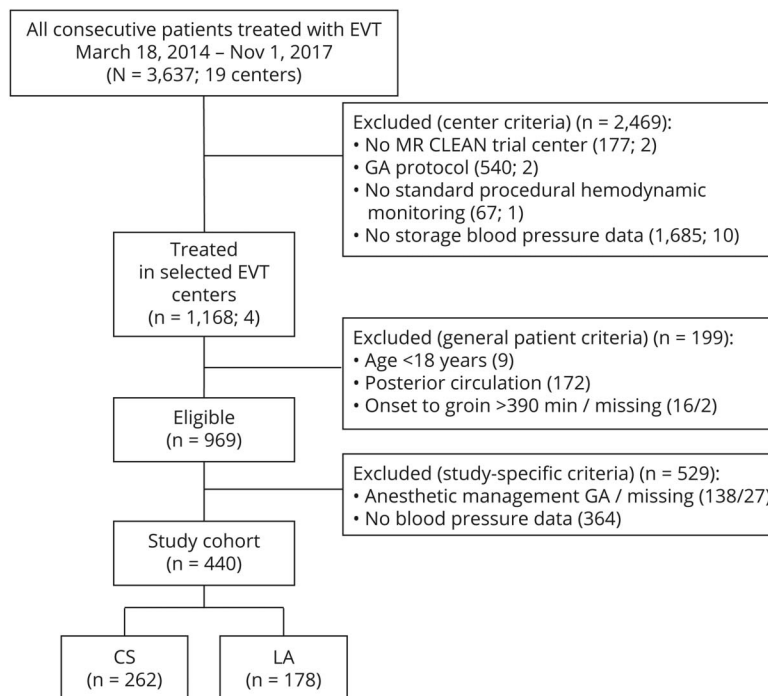 All consecutive patients treated with EVT
March 18, 2014 – Nov 1, 2017
(N = 3,637; 19 centers)
Excluded (center criteria) (n = 2,469):
• No MR CLEAN trial center (177; 2)
• GA protocol (540; 2)
• No standard procedural hemodynamic
monitoring (67; 1)
• No storage blood pressure data (1,685; 10)
Treated
in selected EVT
centers
(n = 1,168; 4)
Excluded (general patient criteria) (n = 199):
• Age <18 years (9)
• Posterior circulation (172)
• Onset to groin >390 min / missing (16/2)
Eligible
(n = 969)
Excluded (study-specific criteria) (n = 529):
• Anesthetic management GA / missing (138/27)
• No blood pressure data (364)
Study cohort
(n = 440)
CS
(n = 262)
LA
(n = 178)